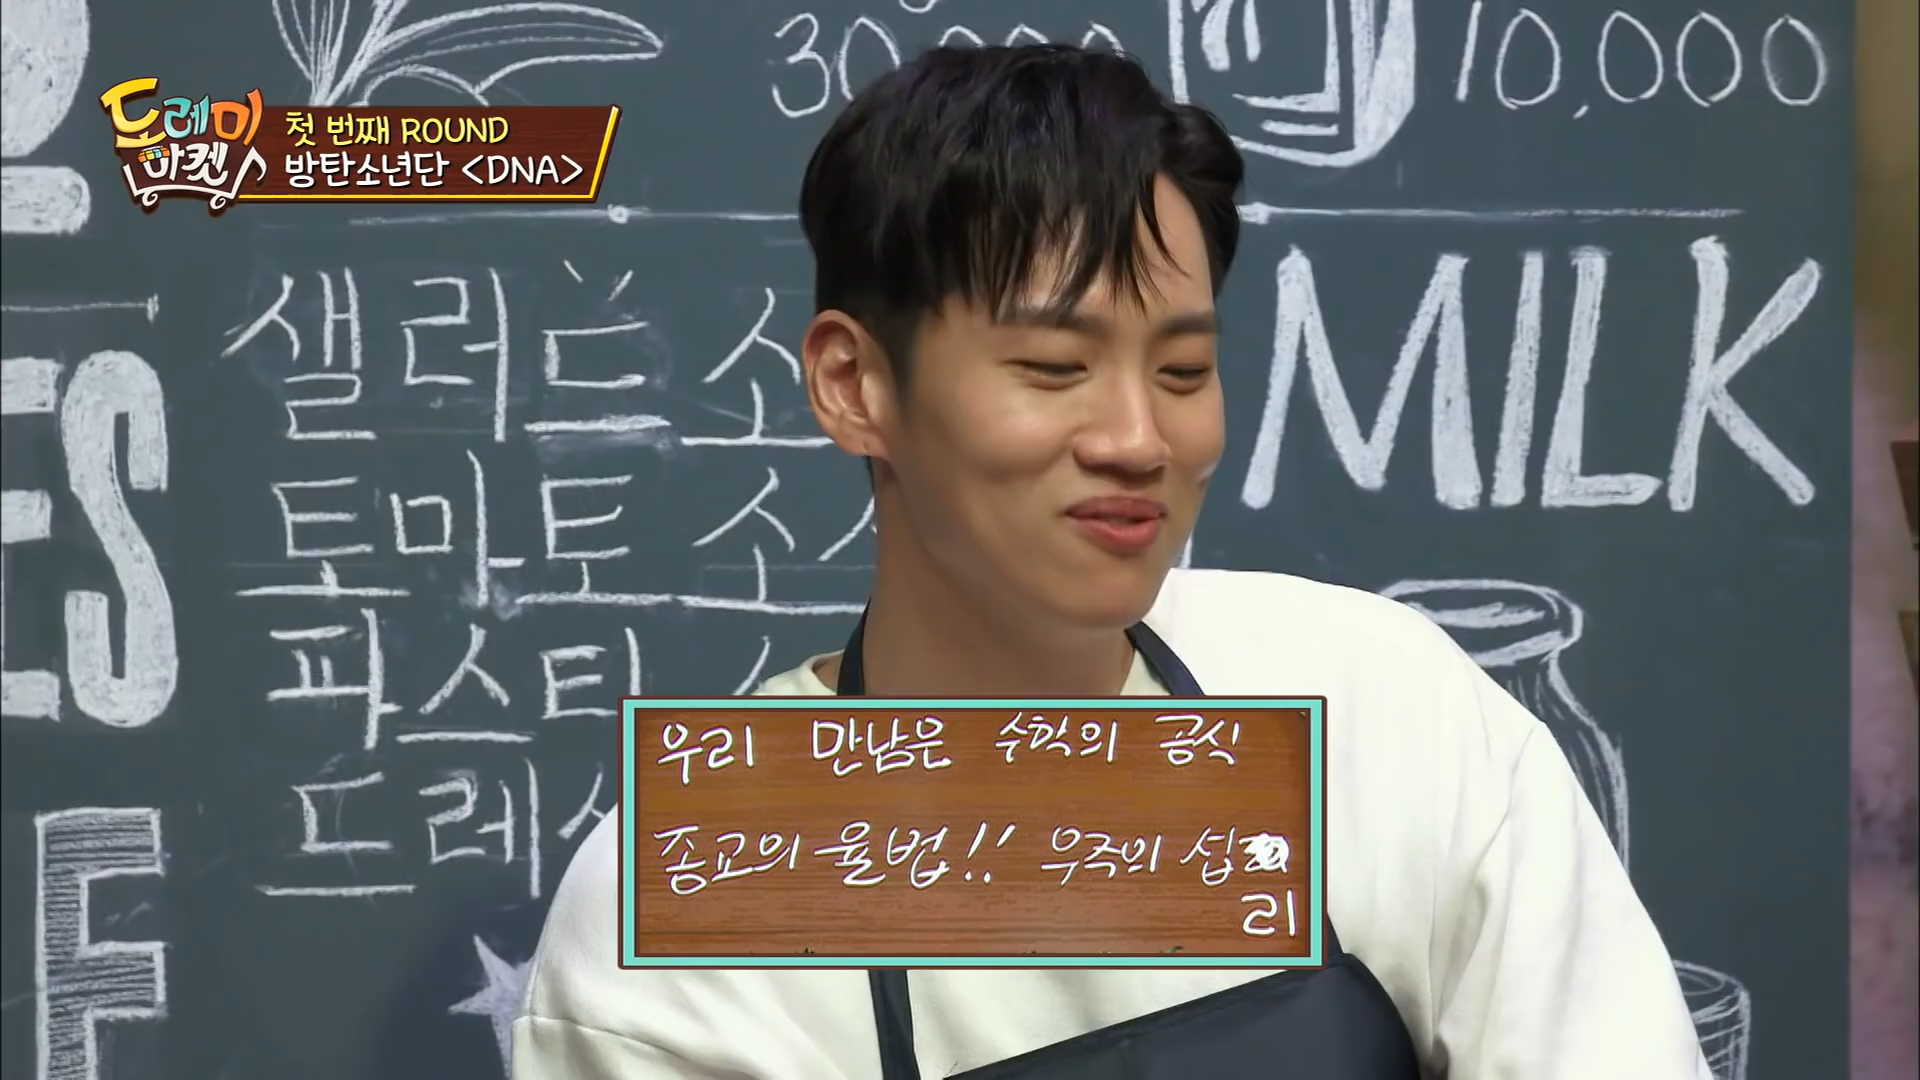 30,000
10,000
도레미
마켓
첫 번째 ROUND
방탄소년단 <DNA>
샐러드 소
MILK
토마토 소
파스타
드레
ES
ES
F
우리 만남은 수학의 공식
종교의 율법!! 우주의 섭
리